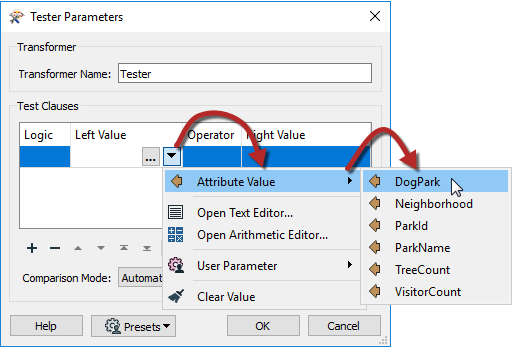 Tester Parameters
Transformer
Transformer Name: Tester
Test Clauses
Logic Left Value Operator Right Value
...
Attribute Value
Open Text Editor...
Open Arithmetic Editor...
User Parameter
Clear Value
DogPark
Neighborhood
ParkId
ParkName
TreeCount
VisitorCount
Comparison Mode: Automat
Help Presets OK Cancel